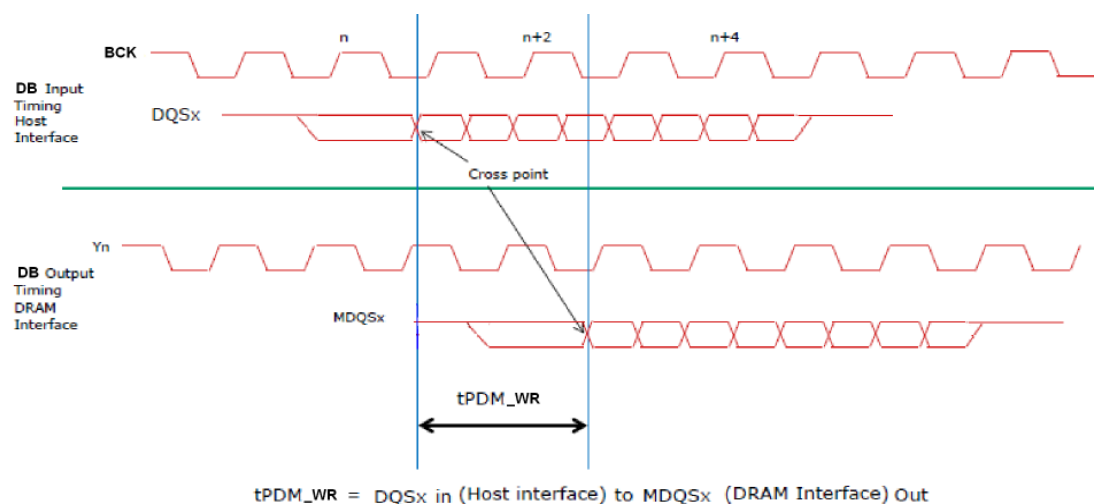 n n+2 n+4
BCK
DB Input
Timing
Host
Interface
DQSx
Cross point
Yn
DB Output
Timing
DRAM
Interface
MDQSx
tPDM_WR
tPDM_WR = DQSx in (Host interface) to MDQSx (DRAM Interface) Out